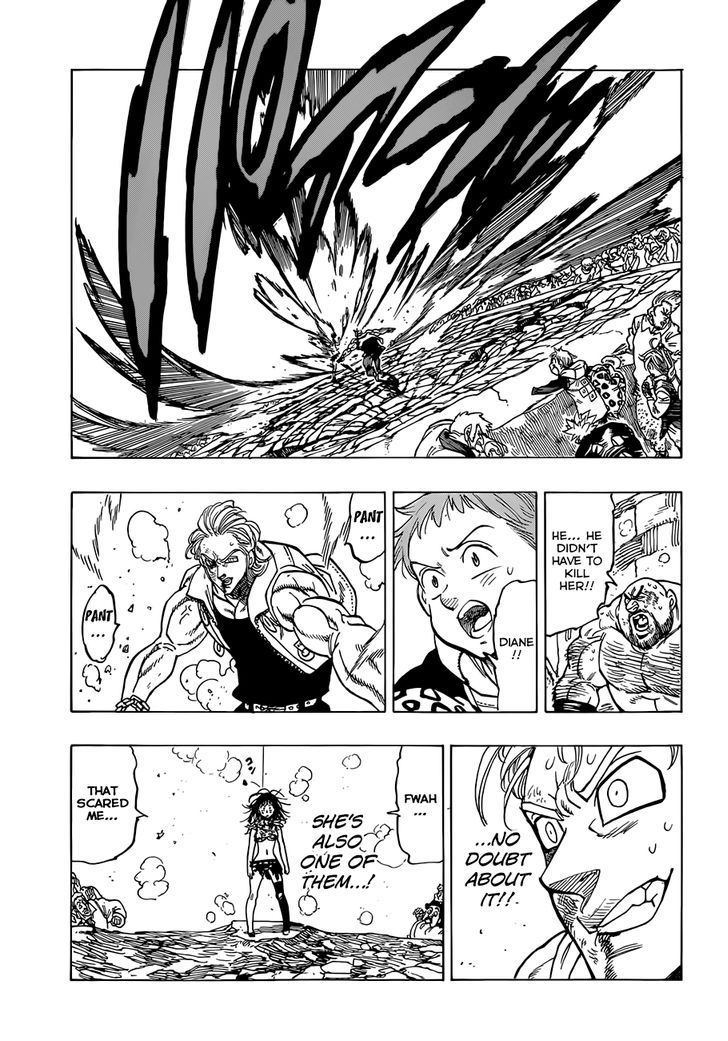 HE... HE
DIDN'T
HAVE TO
KILL
HER!!
DIANE
!!
PANT
...
PANT
...
...NO
DOUBT
ABOUT
IT!!
FWAH
...
SHE'S
ALSO
ONE OF
THEM...!
THAT
SCARED
ME...